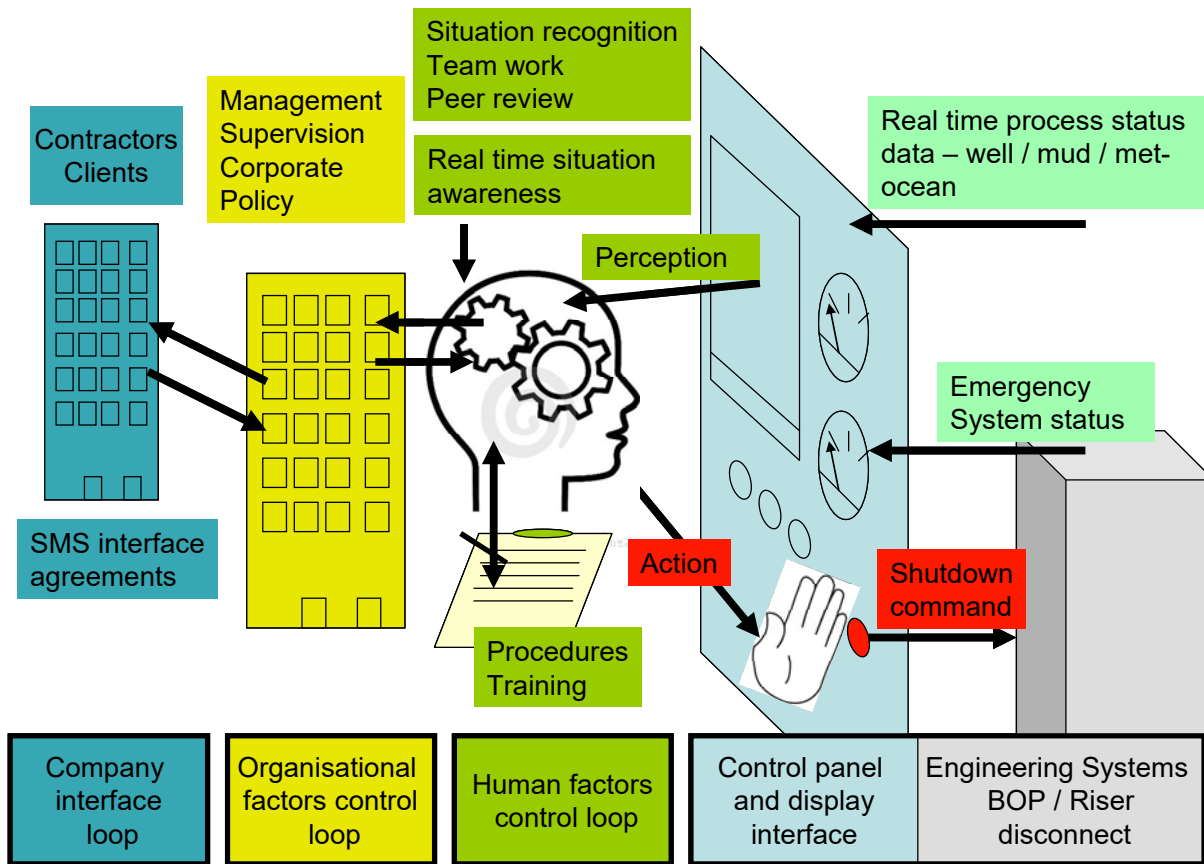 Situation recognition
Team work
Peer review
Management
Supervision
Corporate
Policy
Contractors
Clients
Real time situation
awareness
Real time process status
data – well / mud / met-
ocean
Perception
Emergency
System status
SMS interface
agreements
Action
Shutdown
command
Procedures
Training
Company
interface
loop
Organisational
factors control
loop
Human factors
control loop
Control panel
and display
interface
Engineering Systems
BOP / Riser
disconnect